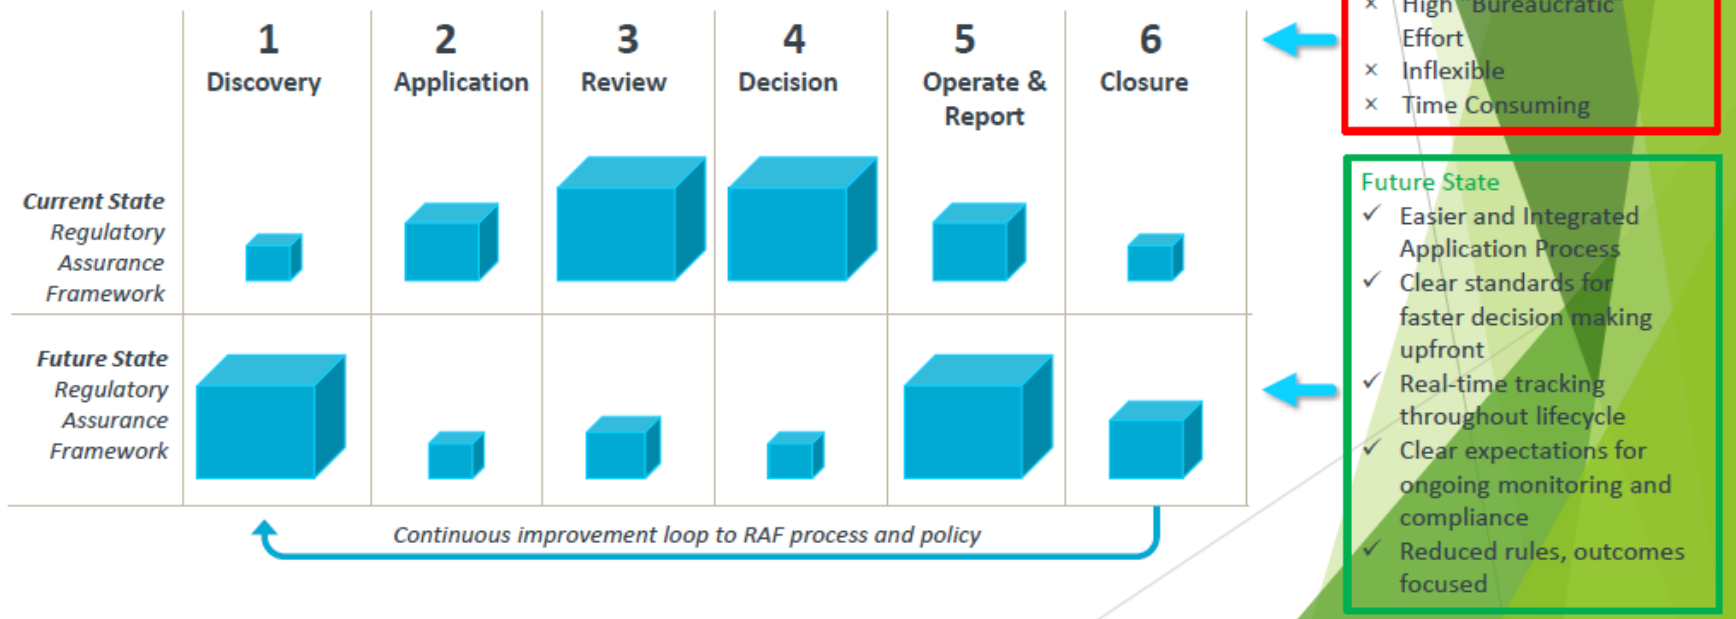 1
Discovery
2
Application
3
Review
4
Decision
5
Operate &
Report
6
Closure
Current State
Regulatory
Assurance
Framework
Future State
Regulatory
Assurance
Framework
Continuous improvement loop to RAF process and policy
× High "Bureaucratic"
Effort
× Inflexible
× Time Consuming
Future State
✓ Easier and Integrated
Application Process
✓ Clear standards for
faster decision making
upfront
✓ Real-time tracking
throughout lifecycle
✓ Clear expectations for
ongoing monitoring and
compliance
✓ Reduced rules, outcomes
focused